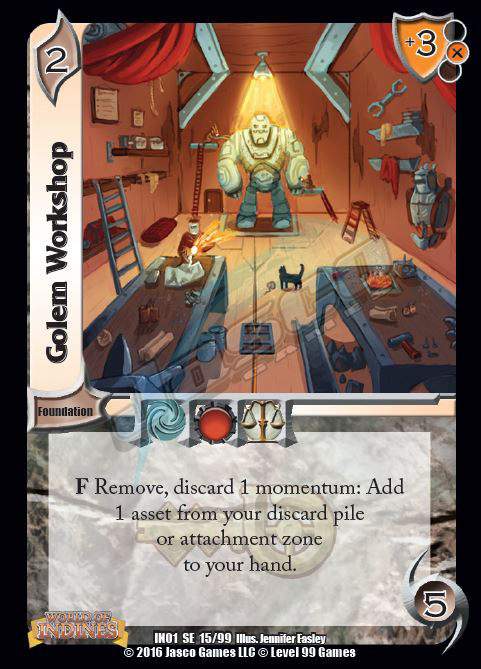 2
+3
Golem Workshop
Foundation
F Remove, discard 1 momentum: Add
1 asset from your discard pile
or attachment zone
to your hand.
5
WORLD OF
INDINES
IN01 SE 15/99 Illus. Jennifer Easley
© 2016 Jasco Games LLC © Level 99 Games